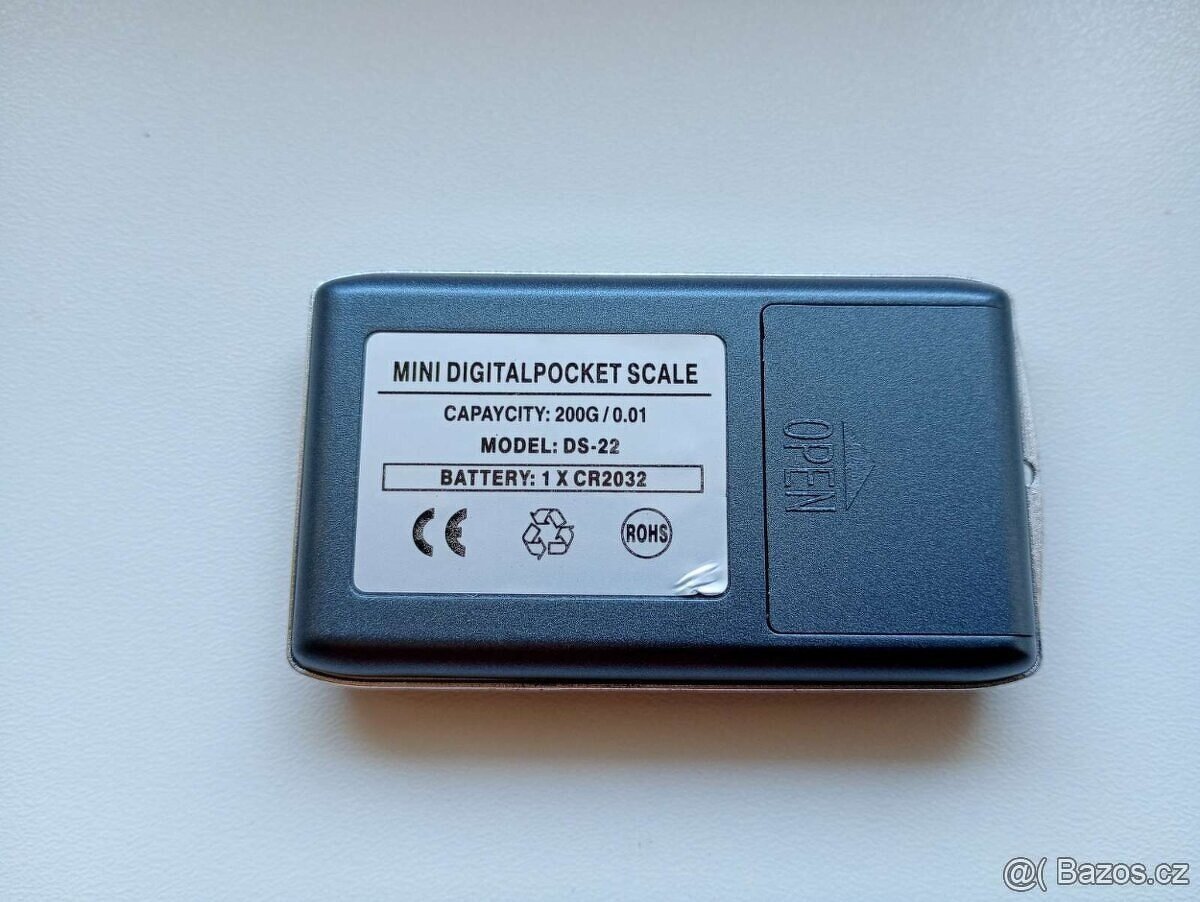 MINI DIGITALPOCKET SCALE
CAPAYCITY: 200G / 0.01
MODEL: DS-22
BATTERY: 1 X CR2032
CE
ROHS
OPEN
@( Bazos.cz